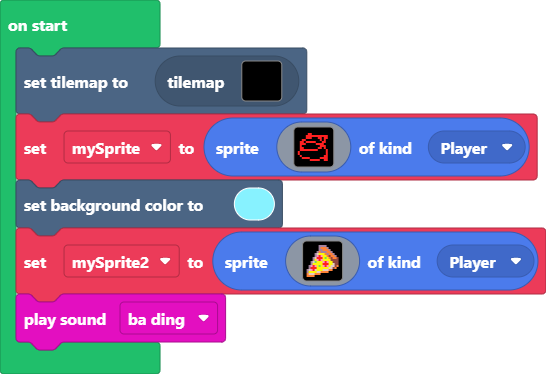 on start
set tilemap to tilemap
set mySprite to sprite of kind Player
set background color to
set mySprite2 to sprite of kind Player
play sound ba ding